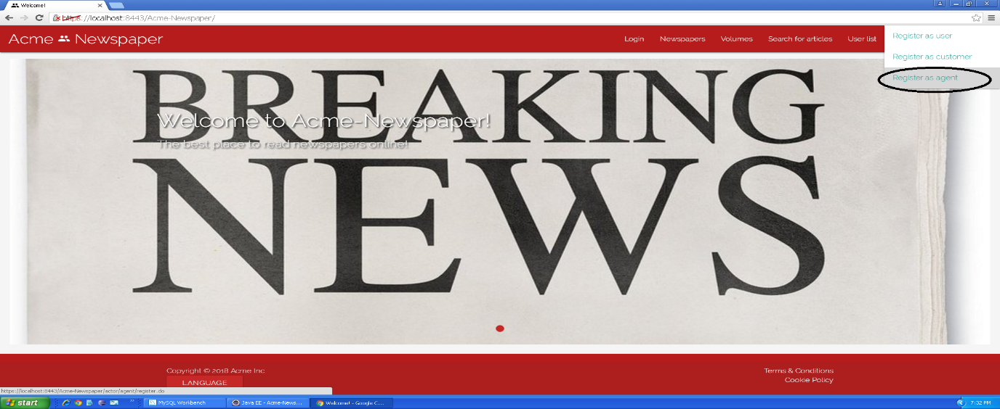 Welcome!
https://localhost:8443/Acme-Newspaper/
Acme Newspaper
Login
Newspapers
Volumes
Search for articles
User list
Register as user
Register as customer
Register as agent
BREAKING
Welcome to Acme-Newspaper!
The best place to read newspapers online!
NEWS
Copyright © 2018 Acme Inc
Terms & Conditions
LANGUAGE
Cookie Policy
https://localhost:8443/Acme-Newspaper/actor/agent/register.do
start
MySQL Workbench
Java EE - Acme-News...
Welcome! - Google C...
7:32 PM